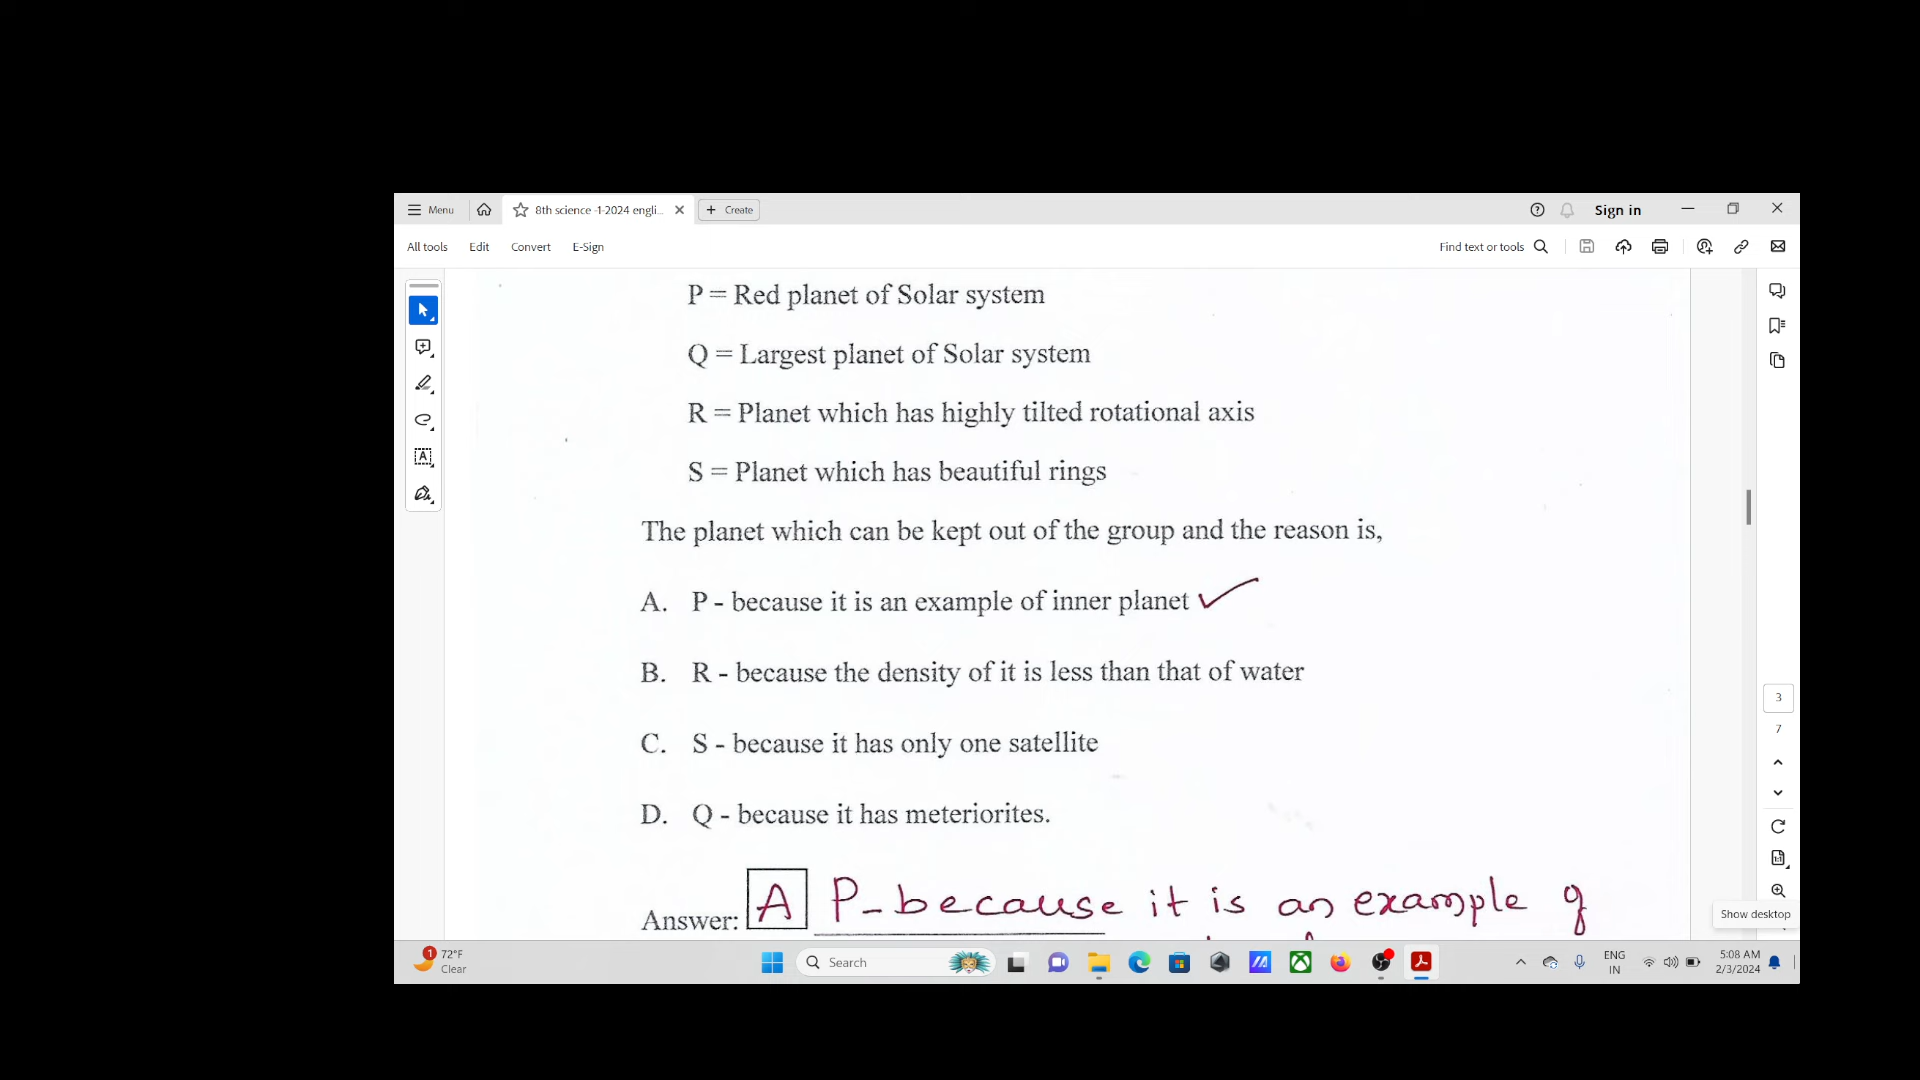 Menu
8th science -1-2024 engli...
+ Create
Sign in
All tools
Edit
Convert
E-Sign
Find text or tools
P = Red planet of Solar system
Q = Largest planet of Solar system
R = Planet which has highly tilted rotational axis
S = Planet which has beautiful rings
The planet which can be kept out of the group and the reason is,
A. P - because it is an example of inner planet
B. R - because the density of it is less than that of water
C. S - because it has only one satellite
D. Q - because it has meteriorites.
Answer: A P - because it is an example of
3
7
Show desktop
1
72°F
Clear
Search
ENG
IN
5:08 AM
2/3/2024